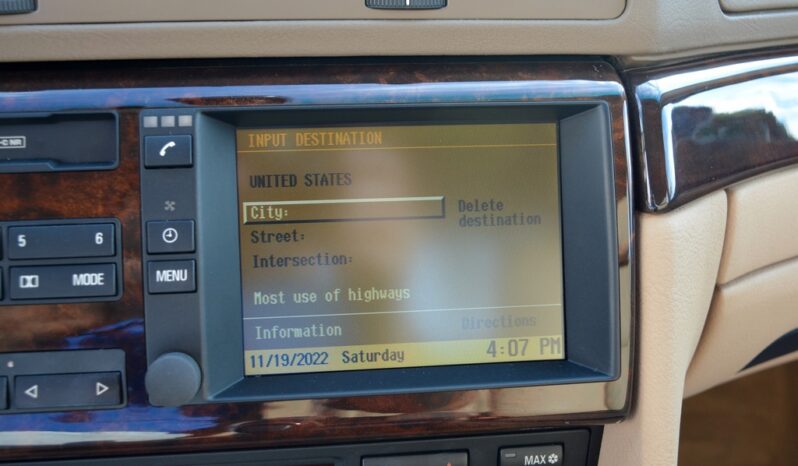 INPUT DESTINATION
UNITED STATES
City:
Delete
destination
Street:
Intersection:
Most use of highways
Information Directions
11/19/2022 Saturday 4:07 PM
C NR
5 6
MODE
MENU
MAX